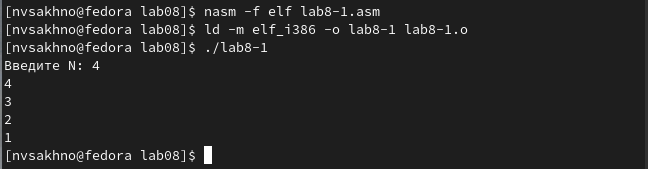 [nvsakhno@fedora lab08]$ nasm -f elf lab8-1.asm
[nvsakhno@fedora lab08]$ ld -m elf_i386 -o lab8-1 lab8-1.o
[nvsakhno@fedora lab08]$ ./lab8-1
Введите N: 4
4
3
2
1
[nvsakhno@fedora lab08]$